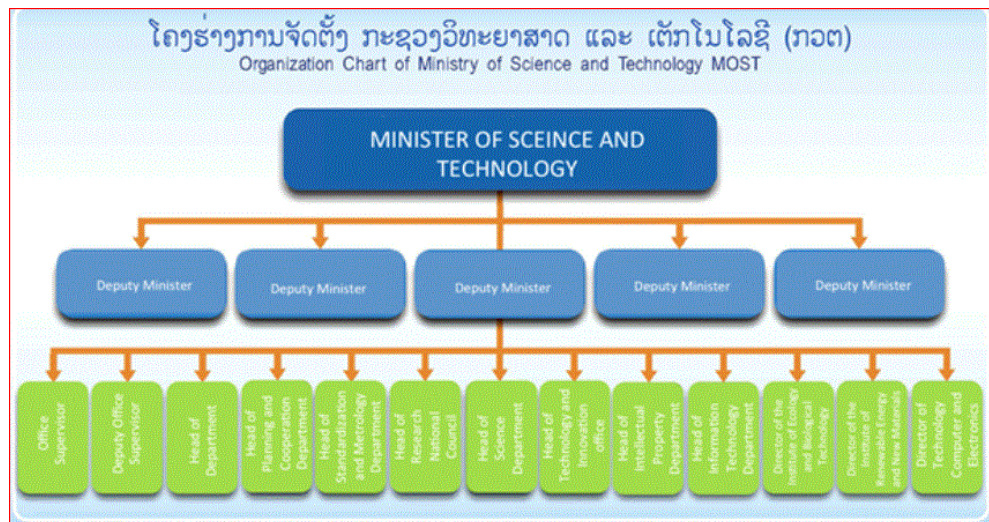 ໂຄງຮ່າງການຈັດຕັ້ງ ກະຊວງວິທະຍາສາດ ແລະ ເຕັກໂນໂລຊີ (ກວຕ)
Organization Chart of Ministry of Science and Technology MOST
MINISTER OF SCEINCE AND
TECHNOLOGY
Deputy Minister
Deputy Minister
Deputy Minister
Deputy Minister
Deputy Minister
Office
Supervisor
Deputy Office
Supervisor
Head of
Department
Head of
Planing and
Cooperation
Department
Head of
Standardization
and Metrology
Department
Head of
Research
National
Council
Head of
Science
Department
Head of
Technology and
Innovation
office
Head of
Intellectual
Property
Department
Head of
Information
Technology
Department
Director of the
Institute of Ecology
and Biological
Technology
Director of the
Institute of
Renewable Energy
and New Materials
Director of
Technology
Computer and
Electronics